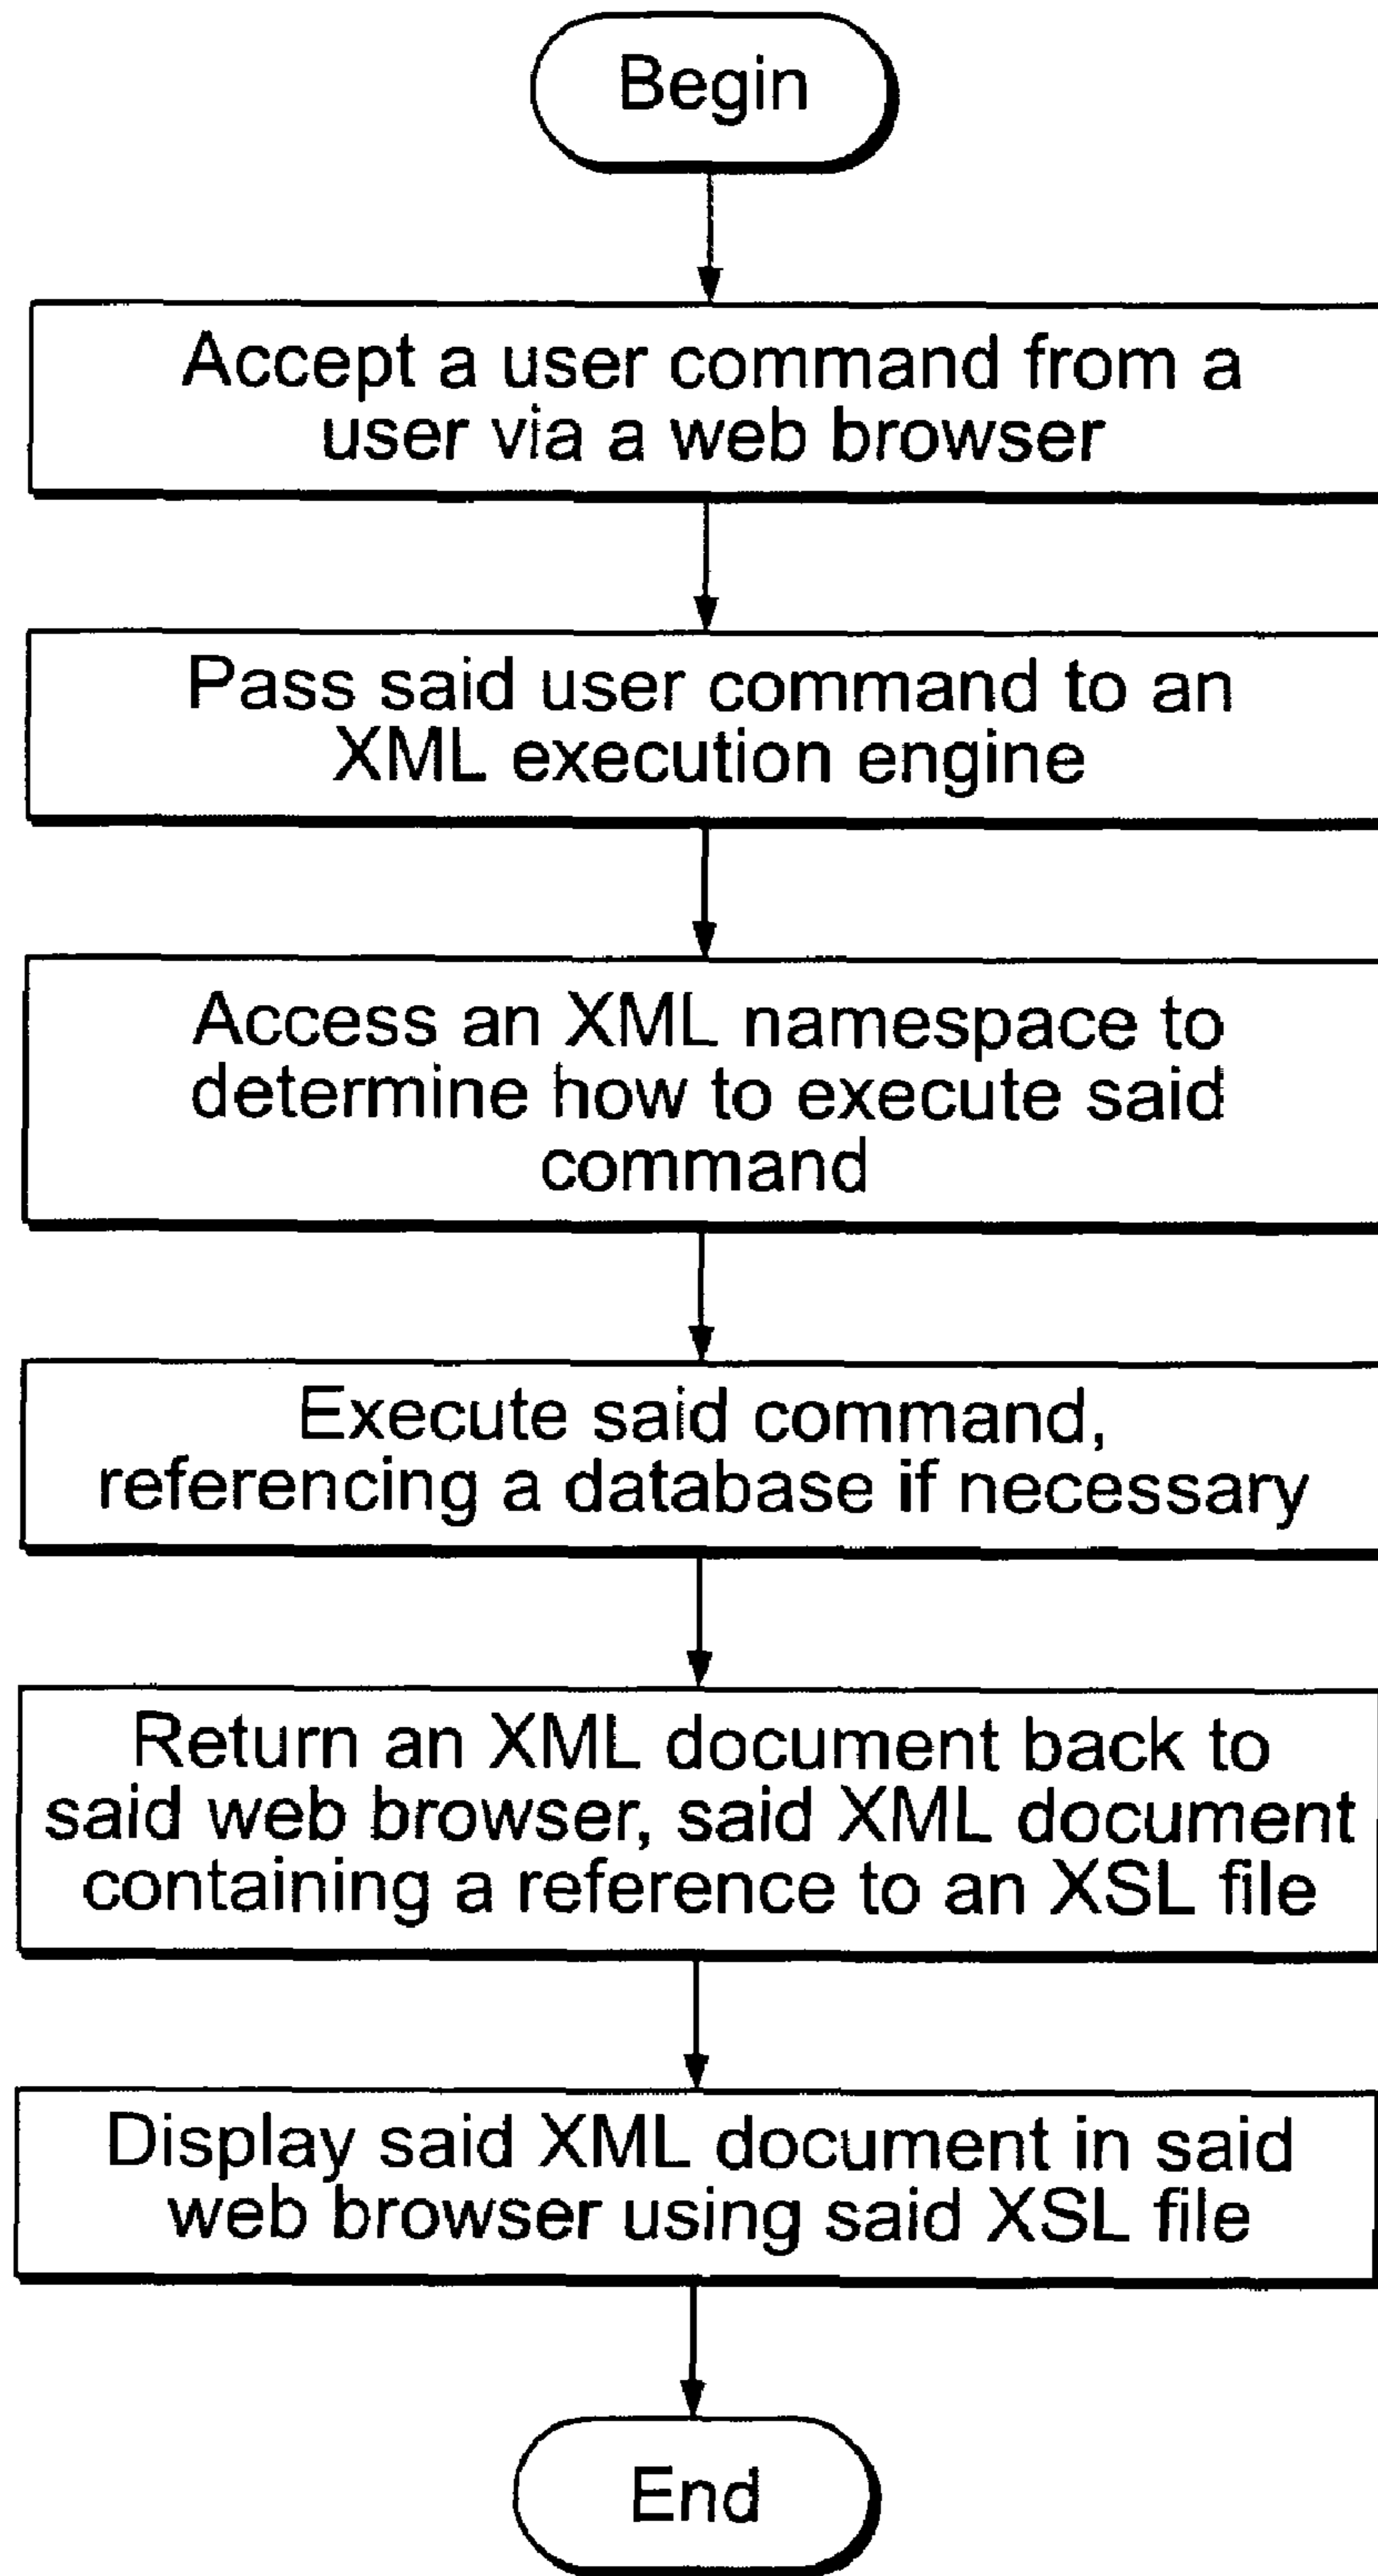 Begin
Accept a user command from a
user via a web browser
Pass said user command to an
XML execution engine
Access an XML namespace to
determine how to execute said
command
Execute said command,
referencing a database if necessary
Return an XML document back to
said web browser, said XML document
containing a reference to an XSL file
Display said XML document in said
web browser using said XSL file
End